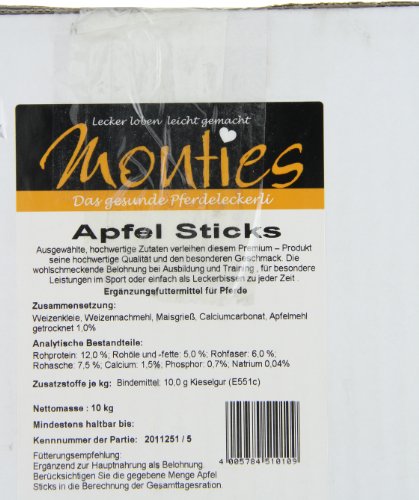 Lecker loben leicht gemacht
Monties
Das gesunde Pferdeleckerli
Apfel Sticks
Ausgewählte, hochwertige Zutaten verleihen diesem Premium – Produkt
seine hochwertige Qualität und den besonderen Geschmack. Die
wohlschmeckende Belohnung bei Ausbildung und Training , für besondere
Leistungen im Sport oder einfach als Leckerbissen zu jeder Zeit .
Ergänzungsfuttermittel für Pferde
Zusammensetzung:
Weizenkleie, Weizennachmehl, Maisgrieß, Calciumcarbonat, Apfelmehl
getrocknet 1,0%
Analytische Bestandteile:
Rohprotein: 12,0 %; Rohöle und -fette: 5,0 %; Rohfaser: 6,0 %;
Rohasche: 7,5 %, Calcium: 1,5%, Phosphor: 0,7%, Natrium 0,04%
Zusatzstoffe je kg: Bindemittel: 10,0 g Kieselgur (E551c)
Nettomasse : 10 kg
Mindestens haltbar bis:
Kennnummer der Partie: 2011251 / 5
4 005784 510109
Fütterungsempfehlung:
Ergänzend zur Hauptnahrung als Belohnung.
Berücksichtigen Sie die gegebene Menge Apfel
Sticks in die Berechnung der Gesamttagesration.